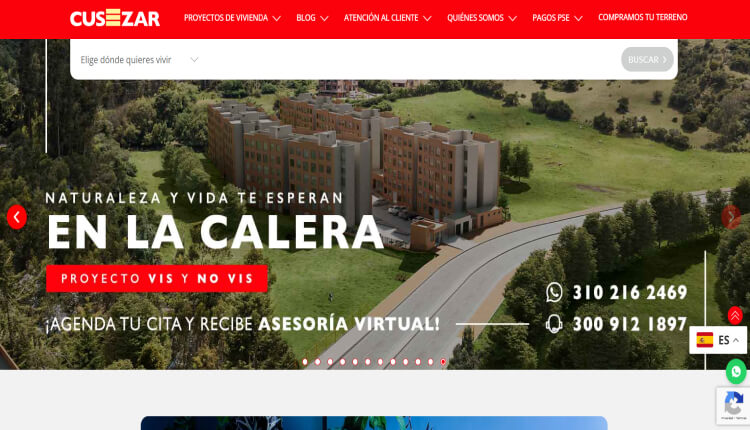 CUSEZAR
PROYECTOS DE VIVIENDA
BLOG
ATENCIÓN AL CLIENTE
QUIÉNES SOMOS
PAGOS PSE
COMPRAMOS TU TERRENO
Elige dónde quieres vivir
BUSCAR
NATURALEZA Y VIDA TE ESPERAN
EN LA CALERA
PROYECTO VIS Y NO VIS
310 216 2469
¡AGENDA TU CITA Y RECIBE ASESORÍA VIRTUAL!
300 912 1897
ES